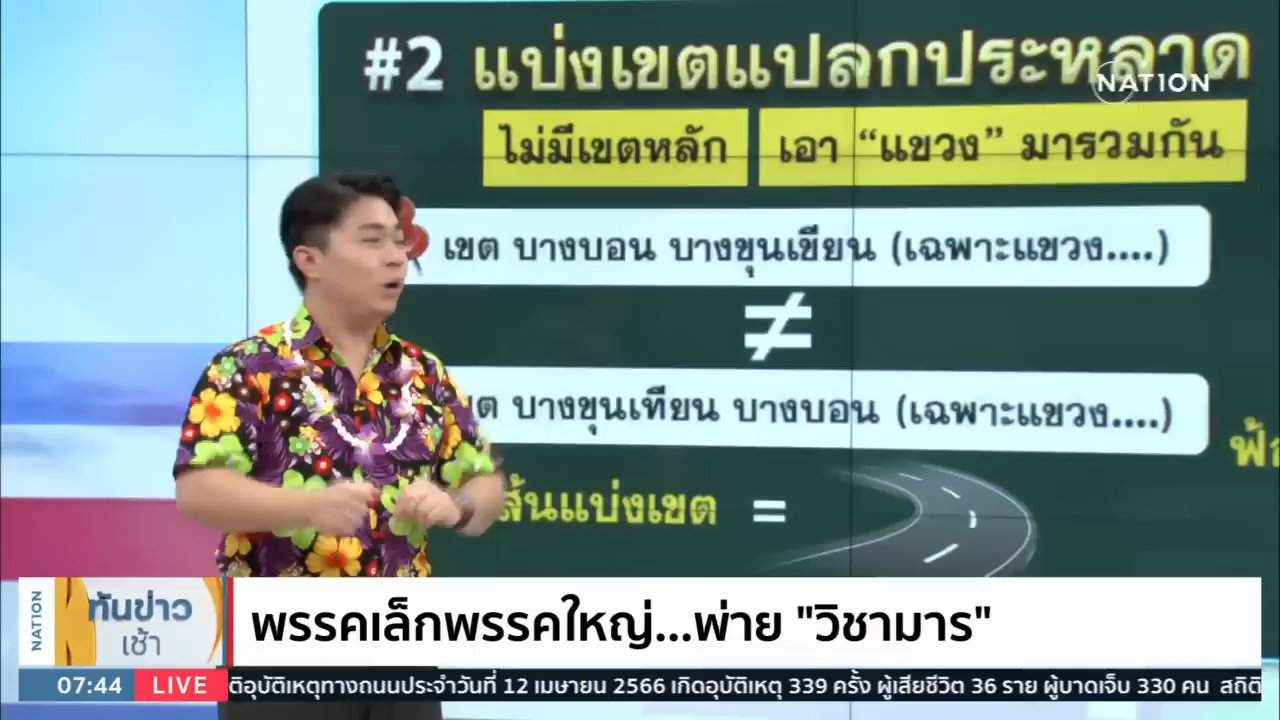 #2 แบ่งเขตแปลกประหลาด
NATION
ไม่มีเขตหลัก เอา “แขวง” มารวมกัน
เขต บางบอน บางขุนเขียน (เฉพาะแขวง....)
≠
ต บางขุนเทียน บางบอน (เฉพาะแขวง....)
ส้นแบ่งเขต =
NATION
ทันข่าว
เช้า
พรรคเล็กพรรคใหญ่...พ่าย "วิชามาร"
07:44 LIVE ติอุบัติเหตุทางถนนประจำวันที่ 12 เมษายน 2566 เกิดอุบัติเหตุ 339 ครั้ง ผู้เสียชีวิต 36 ราย ผู้บาดเจ็บ 330 คน สถิติ